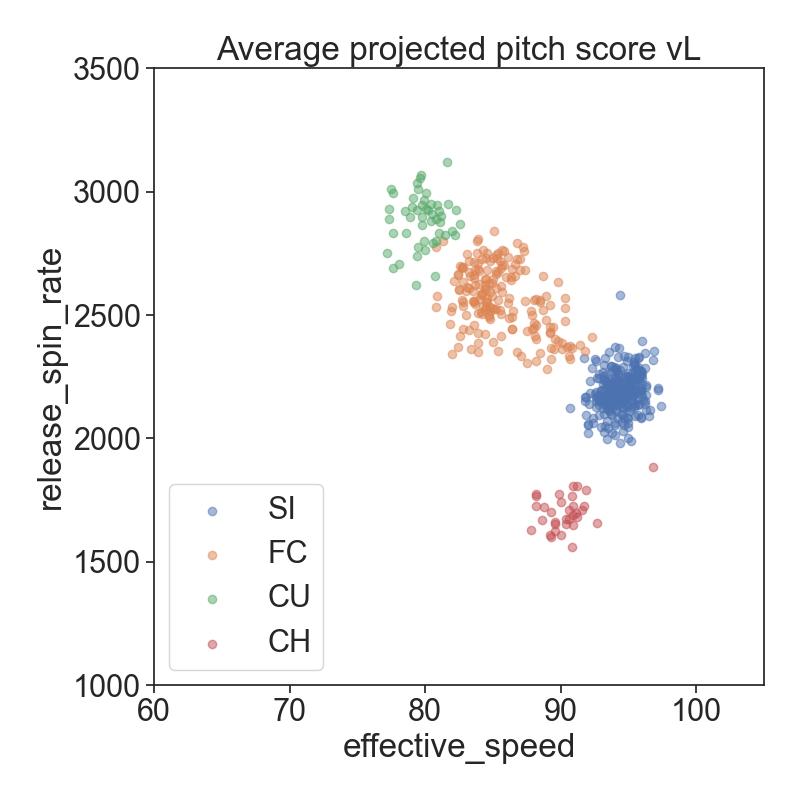 Average projected pitch score vL
3500
3000
2500
2000
1500
1000
release_spin_rate
SI
FC
CU
CH
60
70
80
90
100
effective_speed